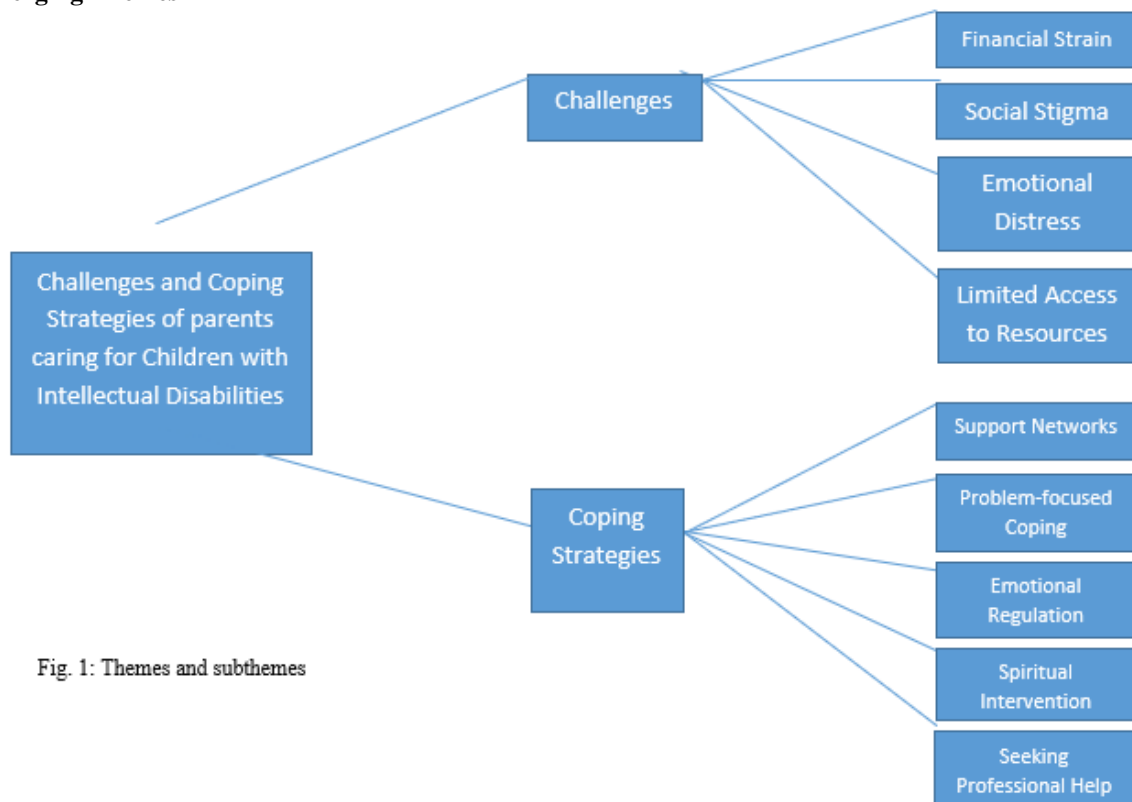 Financial Strain
Challenges
Social Stigma
Emotional
Distress
Challenges and Coping
Strategies of parents
caring for Children with
Intellectual Disabilities
Limited Access
to Resources
Support Networks
Coping
Strategies
Problem-focused
Coping
Emotional
Regulation
Spiritual
Intervention
Seeking
Professional Help
Fig. 1: Themes and subthemes